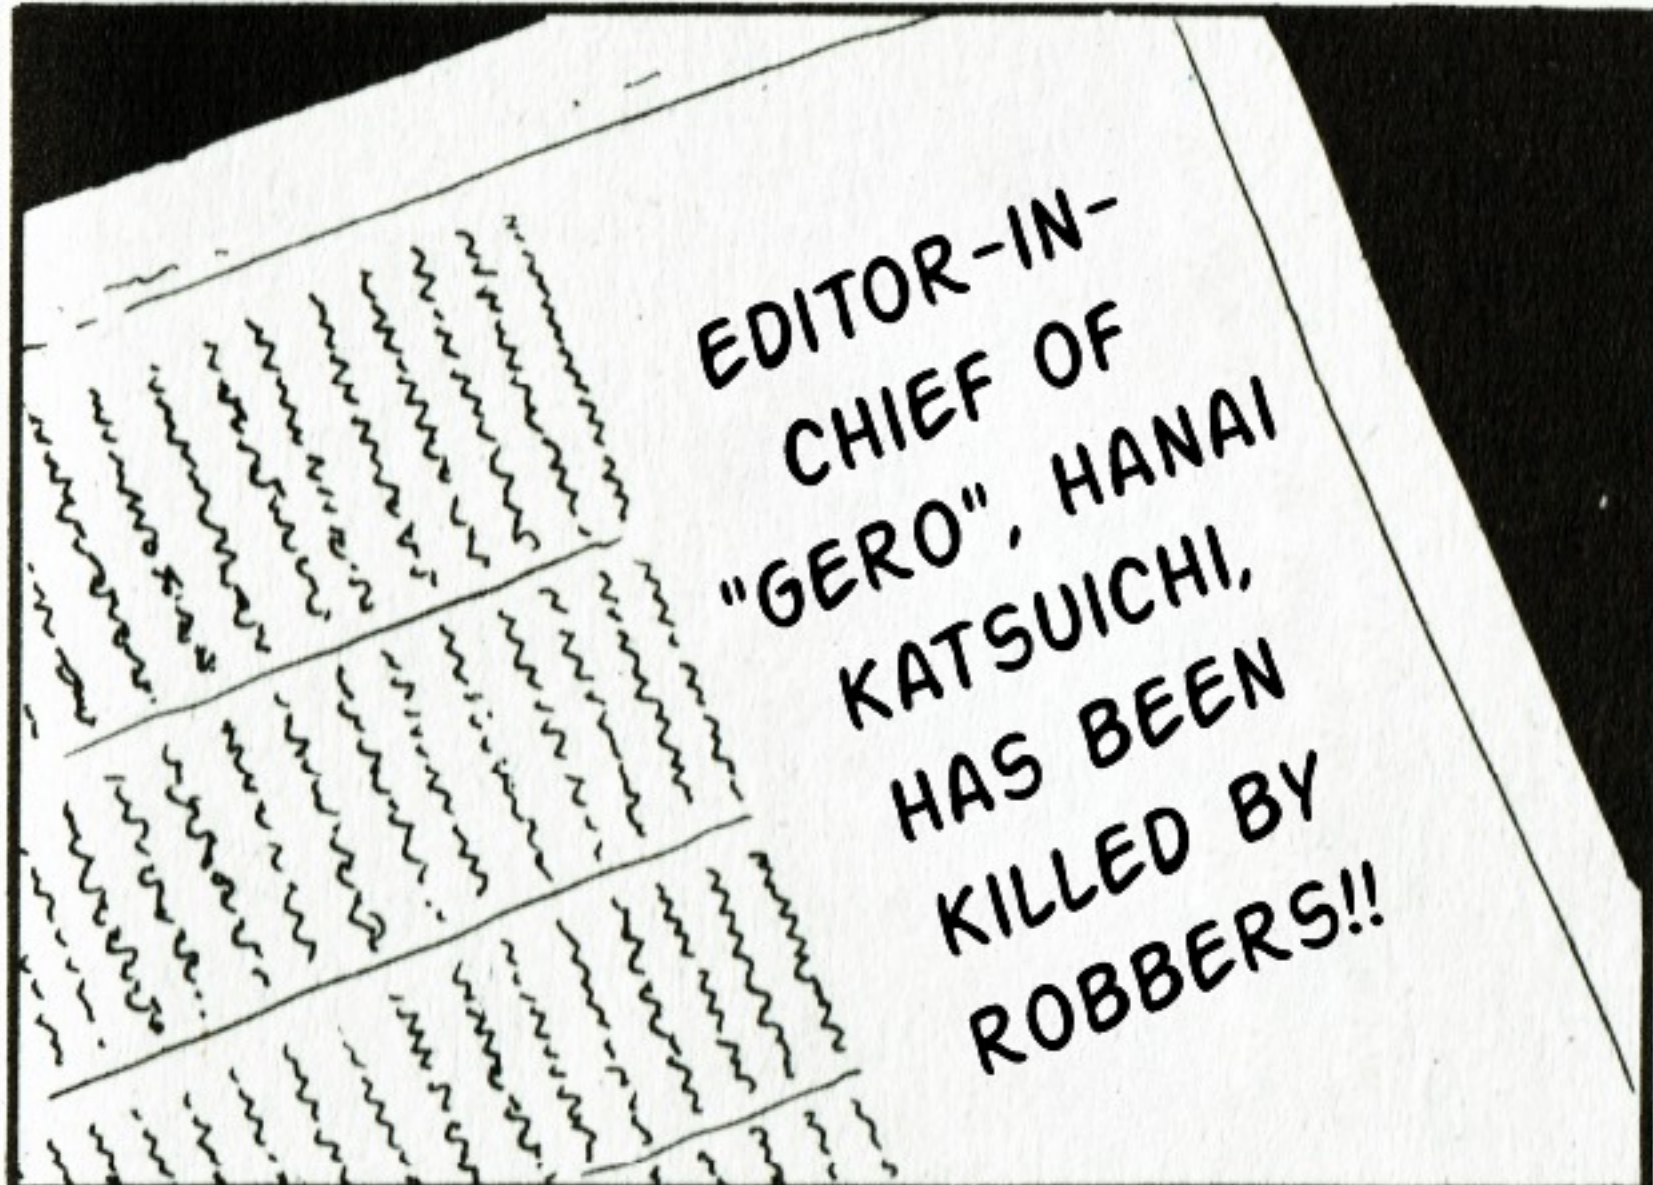 EDITOR-IN-
CHIEF OF
"GERO", HANAI
KATSUICHI,
HAS BEEN
KILLED BY
ROBBERS!!